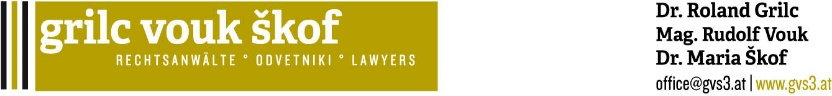 grilc vouk škof
RECHTSANWÄLTE ° ODVETNIKI ° LAWYERS
Dr. Roland Grilc
Mag. Rudolf Vouk
Dr. Maria Škof
office@gvs3.at | www.gvs3.at